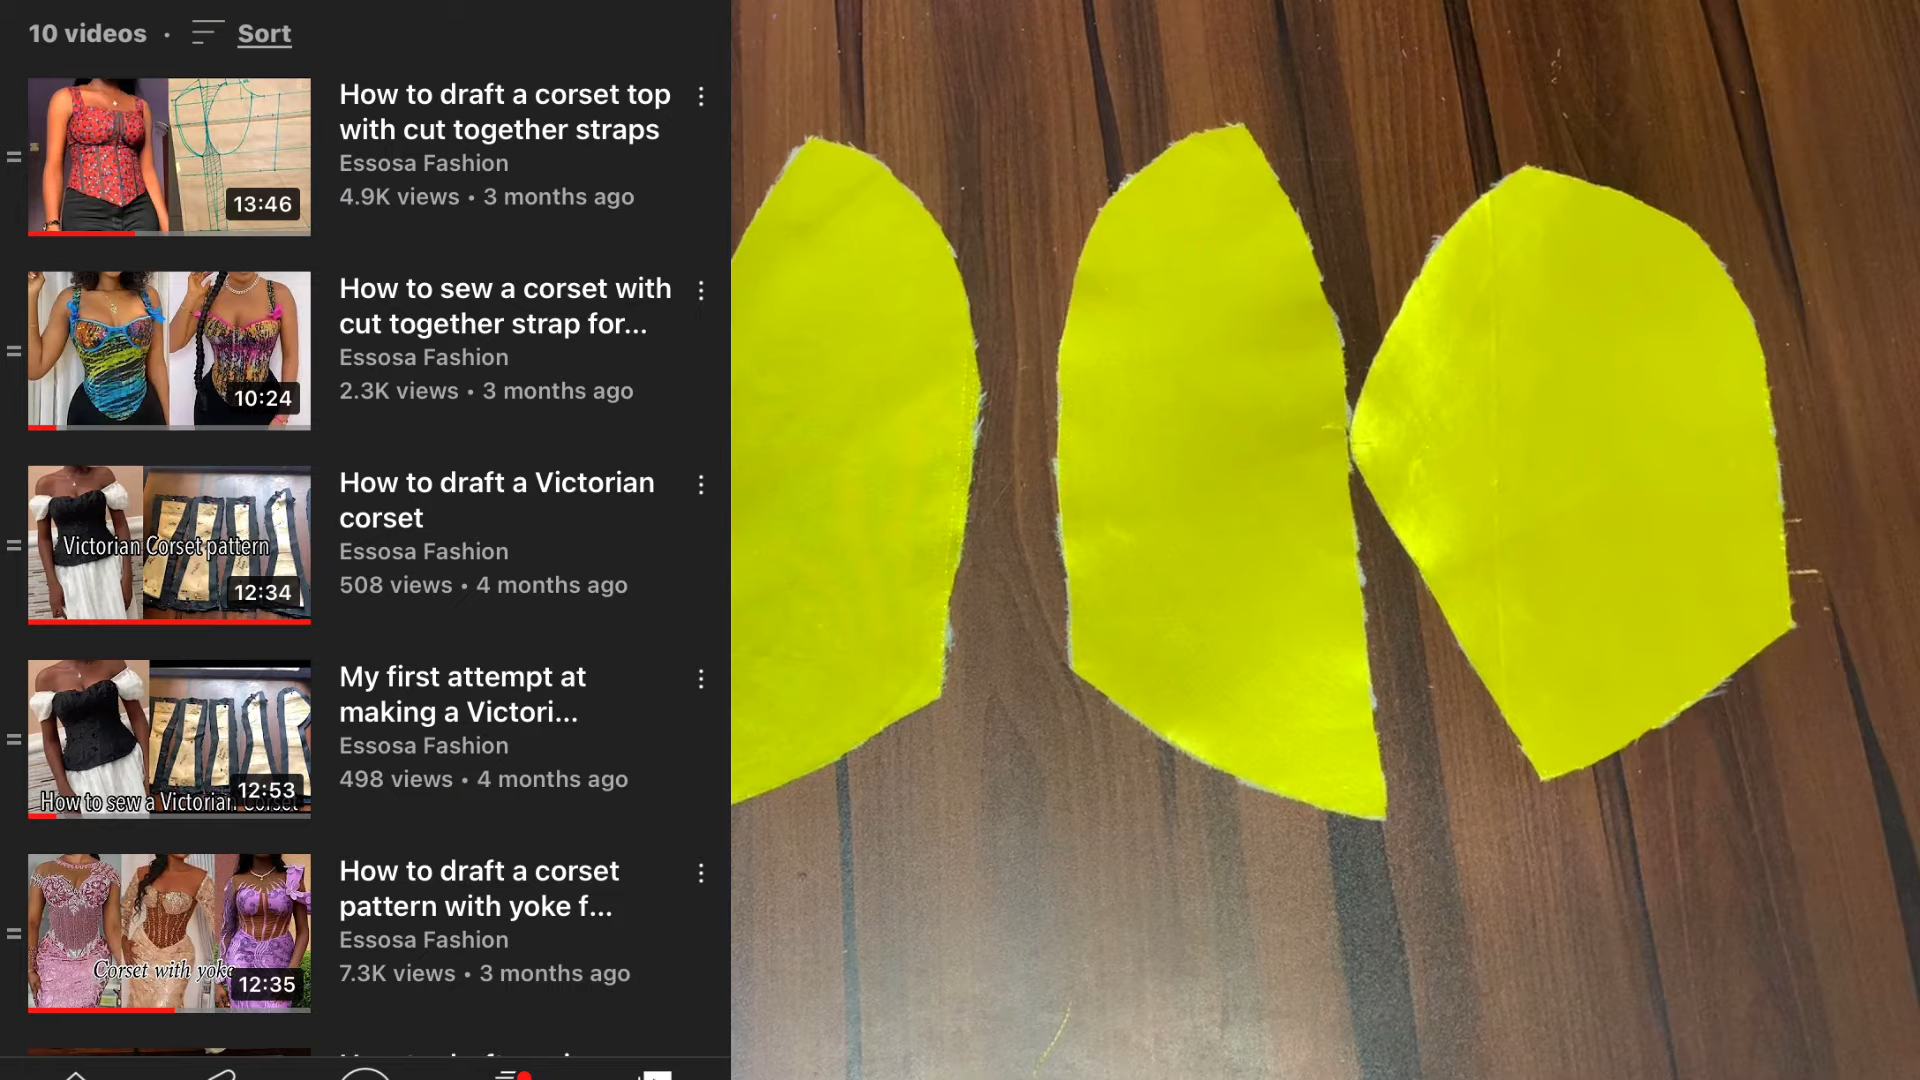 10 videos · Sort
How to draft a corset top
with cut together straps
Essosa Fashion
4.9K views • 3 months ago
13:46
How to sew a corset with
cut together strap for...
Essosa Fashion
2.3K views • 3 months ago
10:24
How to draft a Victorian
corset
Essosa Fashion
508 views • 4 months ago
Victorian Corset pattern
12:34
My first attempt at
making a Victori...
Essosa Fashion
498 views • 4 months ago
12:53
How to sew a Victorian Corset
How to draft a corset
pattern with yoke f...
Essosa Fashion
7.3K views • 3 months ago
Corset with yoke
12:35